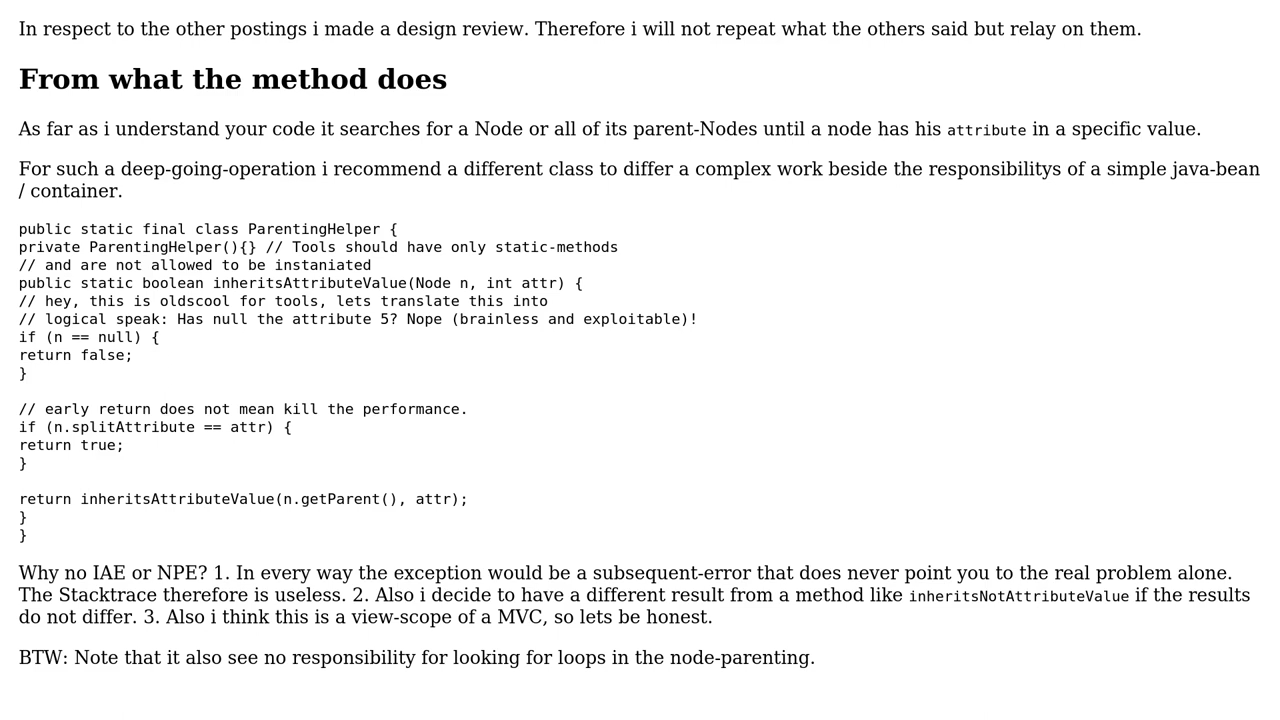 In respect to the other postings i made a design review. Therefore i will not repeat what the others said but relay on them.
From what the method does
As far as i understand your code it searches for a Node or all of its parent-Nodes until a node has his attribute in a specific value.
For such a deep-going-operation i recommend a different class to differ a complex work beside the responsibilitys of a simple java-bean
/ container.
public static final class ParentingHelper {
private ParentingHelper(){} // Tools should have only static-methods
// and are not allowed to be instaniated
public static boolean inheritsAttributeValue(Node n, int attr) {
// hey, this is oldscool for tools, lets translate this into
// logical speak: Has null the attribute 5? Nope (brainless and exploitable)!
if (n == null) {
return false;
}
// early return does not mean kill the performance.
if (n.splitAttribute == attr) {
return true;
}
return inheritsAttributeValue(n.getParent(), attr);
}
}
Why no IAE or NPE? 1. In every way the exception would be a subsequent-error that does never point you to the real problem alone.
The Stacktrace therefore is useless. 2. Also i decide to have a different result from a method like inheritsNotAttributeValue if the results
do not differ. 3. Also i think this is a view-scope of a MVC, so lets be honest.
BTW: Note that it also see no responsibility for looking for loops in the node-parenting.